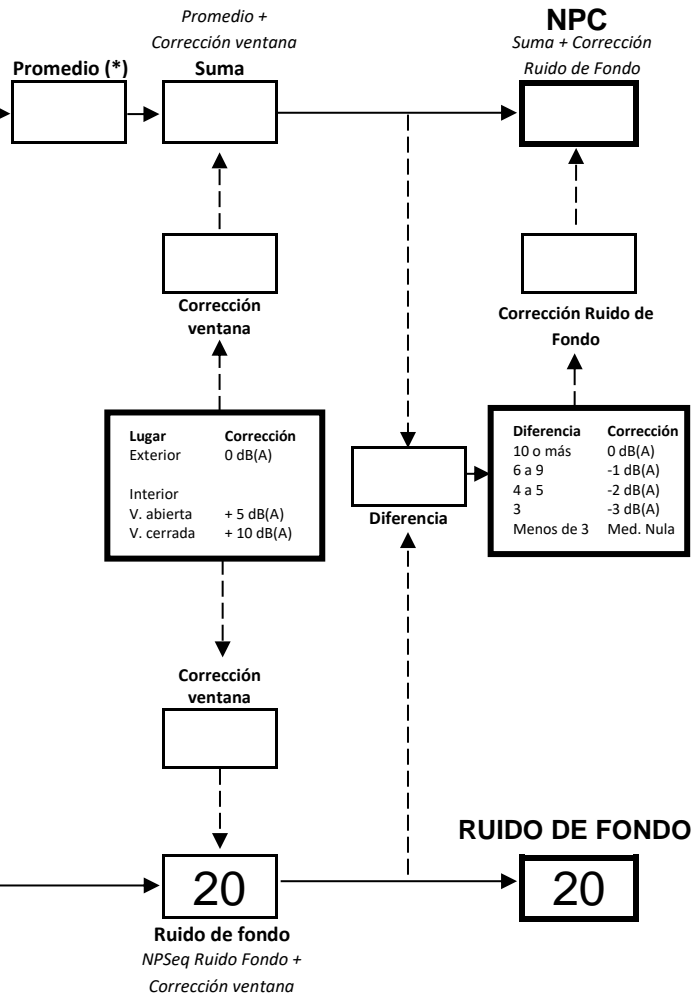 Promedio +
Corrección ventana
Promedio (*)
Suma
NPC
Suma + Corrección
Ruido de Fondo
Corrección
ventana
Corrección Ruido de
Fondo
Lugar Corrección
Exterior 0 dB(A)
Interior
V. abierta + 5 dB(A)
V. cerrada + 10 dB(A)
Diferencia
Diferencia Corrección
10 o más 0 dB(A)
6 a 9 -1 dB(A)
4 a 5 -2 dB(A)
3 -3 dB(A)
Menos de 3 Med. Nula
Corrección
ventana
RUIDO DE FONDO
20
20
Ruido de fondo
NPSeq Ruido Fondo +
Corrección ventana